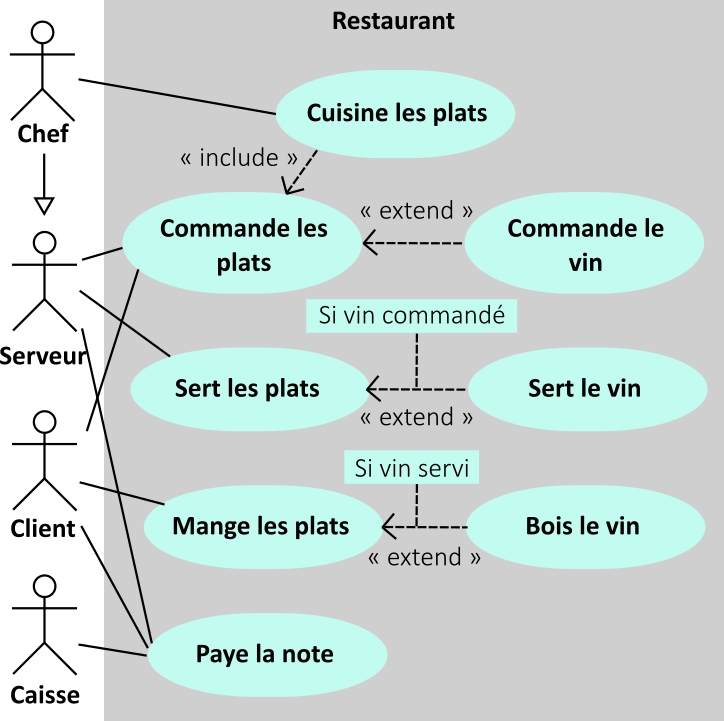 Restaurant
Cuisine les plats
Chef
« include »
Commande les
plats
« extend »
Commande le
vin
Si vin commandé
Serveur
Sert les plats
Sert le vin
« extend »
Si vin servi
Client
Mange les plats
Bois le vin
« extend »
Paye la note
Caisse